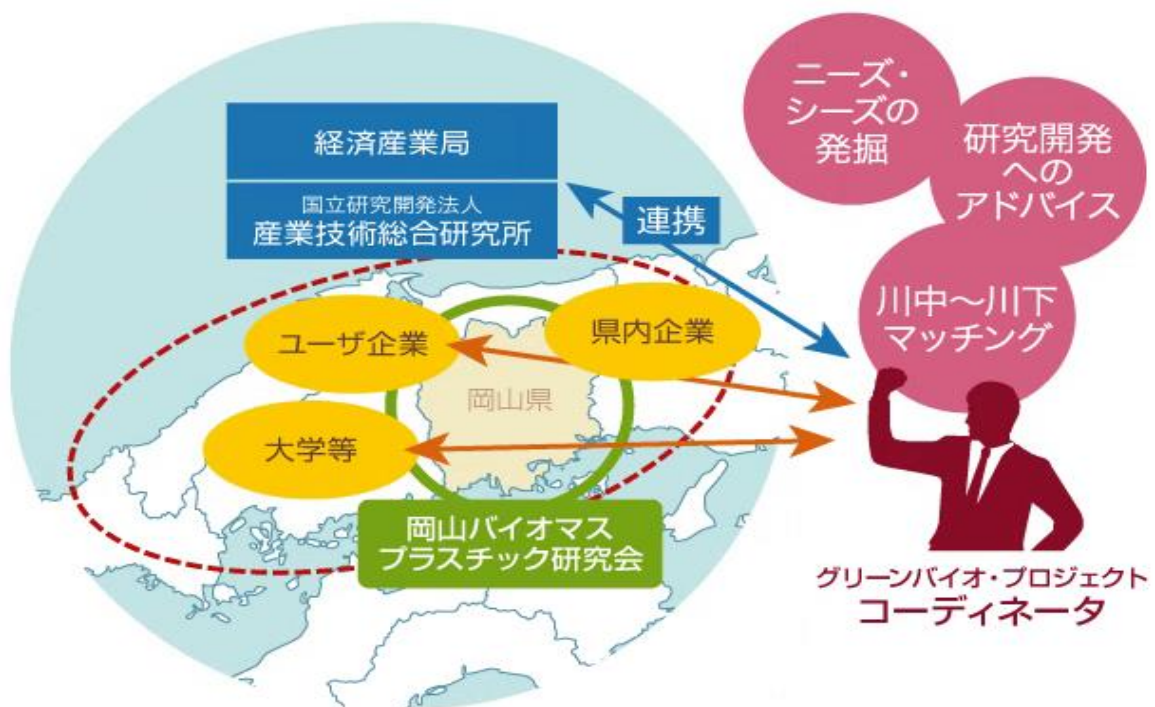 ニーズ・
シーズの
発掘
研究開発
への
アドバイス
川中～川下
マッチング
経済産業局
国立研究開発法人
産業技術総合研究所
連携
ユーザ企業
県内企業
岡山県
大学等
岡山バイオマス
プラスチック研究会
グリーンバイオ・プロジェクト
コーディネータ